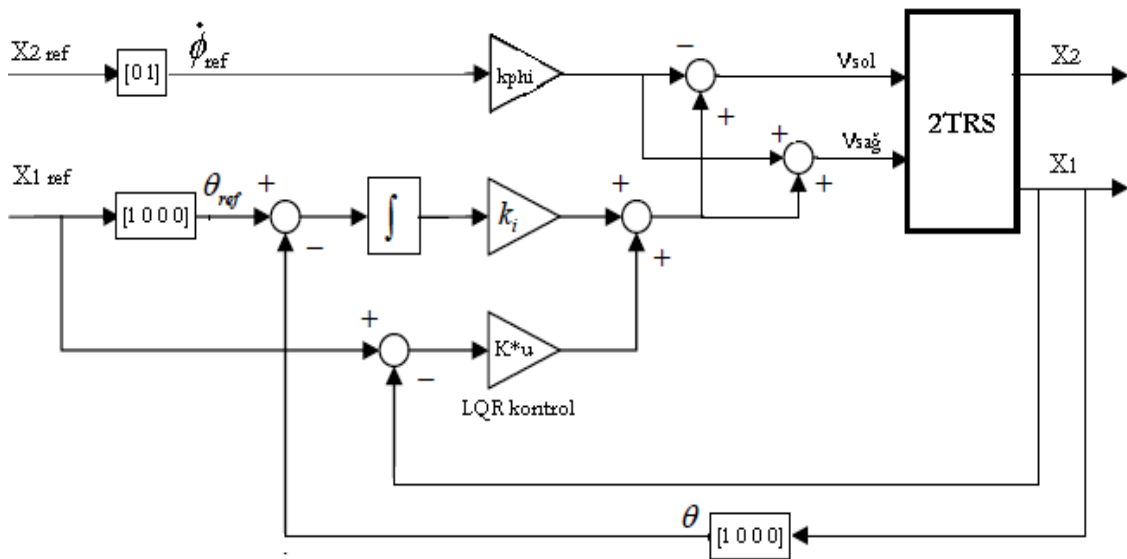 X2 ref
[0 1]
φ̇ref
kphi
−
+
Vsol
X2
2TRS
+
+
Vsağ
X1
X1 ref
[1 0 0 0]
θref
+
−
∫
ki
+
+
+
−
K*u
LQR kontrol
θ
[1 0 0 0]